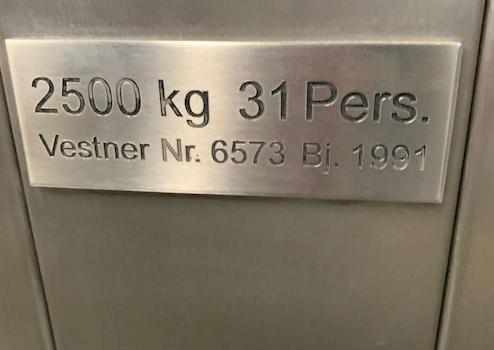 2500 kg 31 Pers.
Vestner Nr. 6573 Bj. 1991